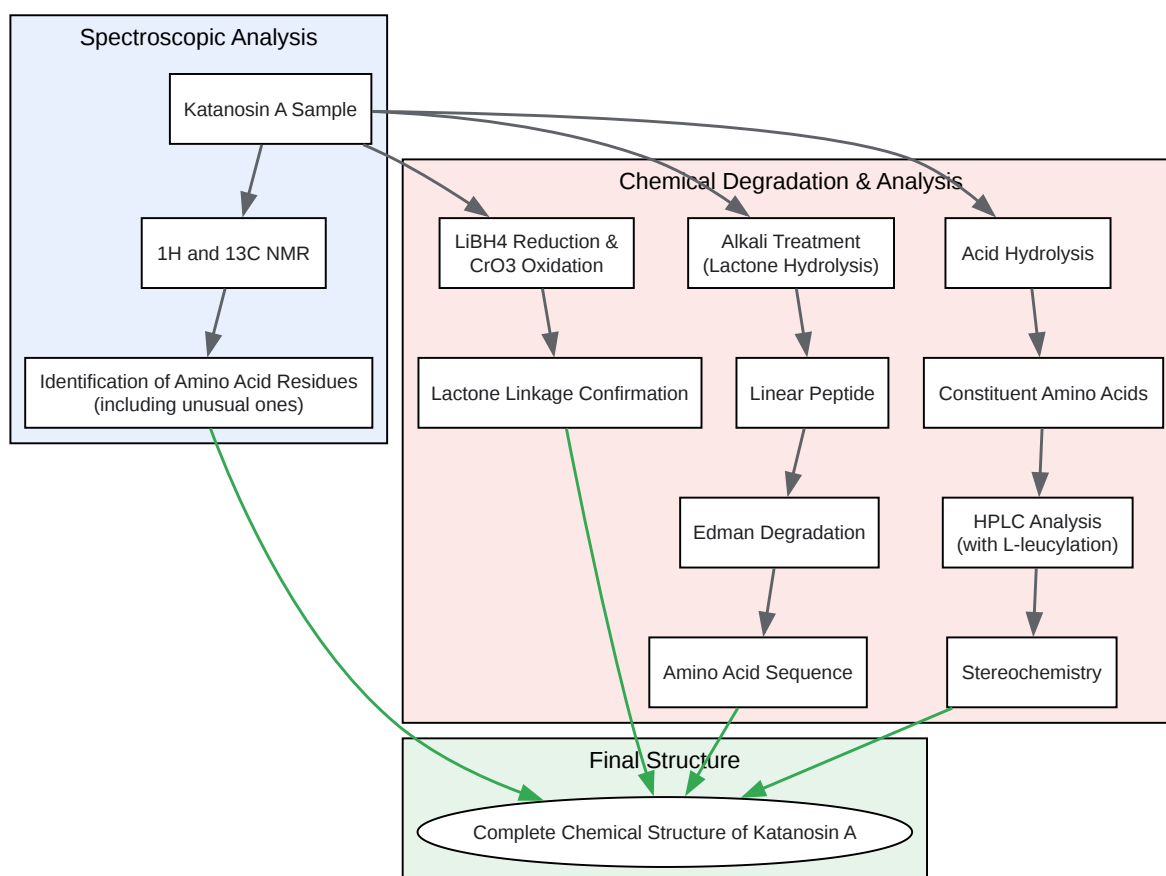 Spectroscopic Analysis
Katanosin A Sample
Chemical Degradation & Analysis
1H and 13C NMR
LiBH4 Reduction &
CrO3 Oxidation
Alkali Treatment
(Lactone Hydrolysis)
Acid Hydrolysis
Identification of Amino Acid Residues
(including unusual ones)
Lactone Linkage Confirmation
Linear Peptide
Constituent Amino Acids
Edman Degradation
HPLC Analysis
(with L-leucylation)
Amino Acid Sequence
Stereochemistry
Final Structure
Complete Chemical Structure of Katanosin A